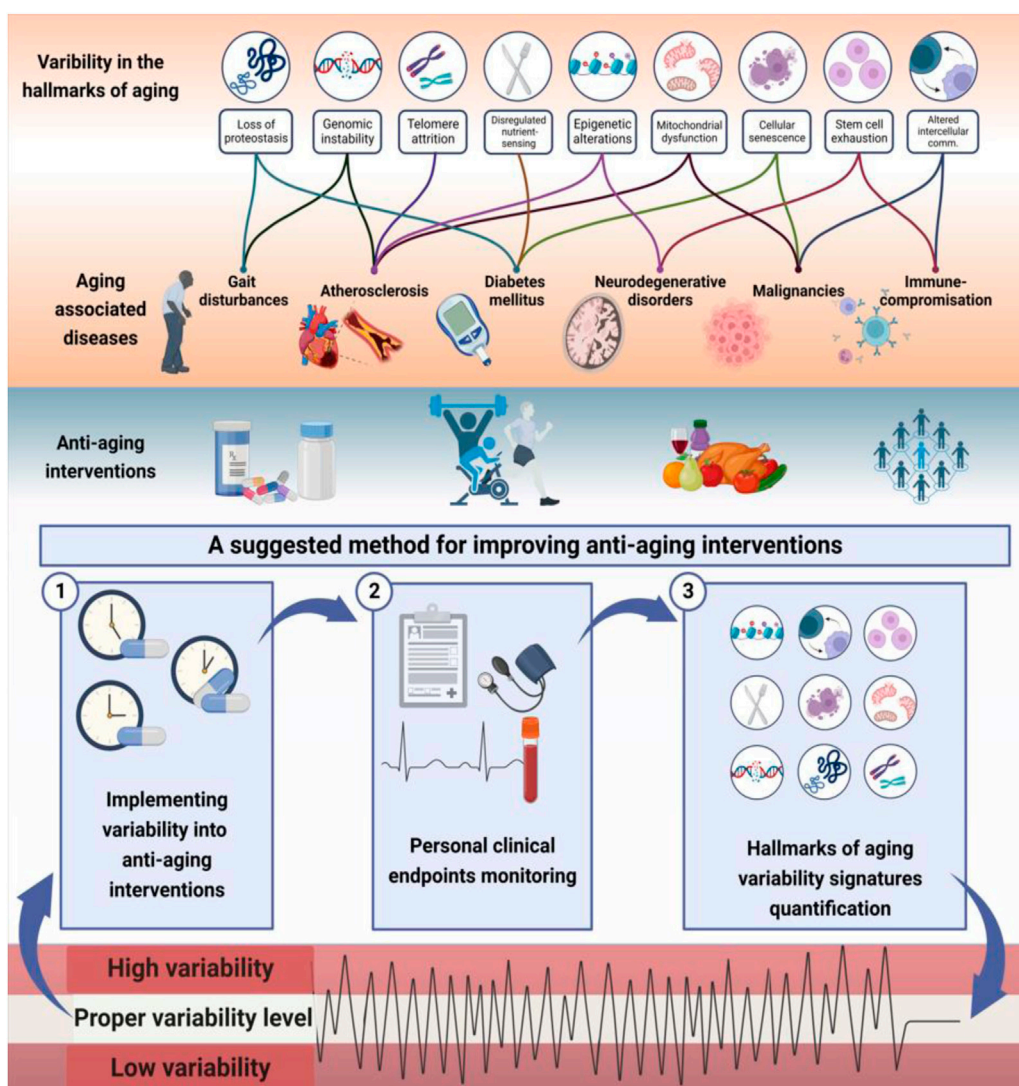 Varibility in the
hallmarks of aging
Loss of
proteostasis
Genomic
instability
Telomere
attrition
Disregulated
nutrient-
sensing
Epigenetic
alterations
Mitochondrial
dysfunction
Cellular
senescence
Stem cell
exhaustion
Altered
intercellular
comm.
Aging
associated
diseases
Gait
disturbances
Atherosclerosis
Diabetes
mellitus
Neurodegenerative
disorders
Malignancies
Immune-
compromisation
Anti-aging
interventions
Rx
A suggested method for improving anti-aging interventions
1
2
3
Implementing
variability into
anti-aging
interventions
Personal clinical
endpoints monitoring
Hallmarks of aging
variability signatures
quantification
High variability
Proper variability level
Low variability